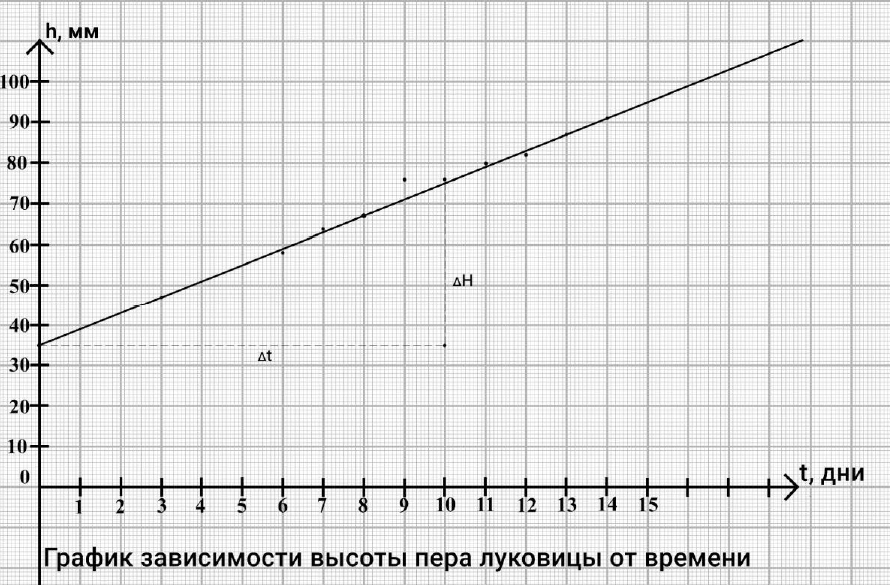 h, мм
100
90
80
70
60
50
40
30
20
10
0
ΔH
Δt
t, дни
1 2 3 4 5 6 7 8 9 10 11 12 13 14 15
График зависимости высоты пера луковицы от времени